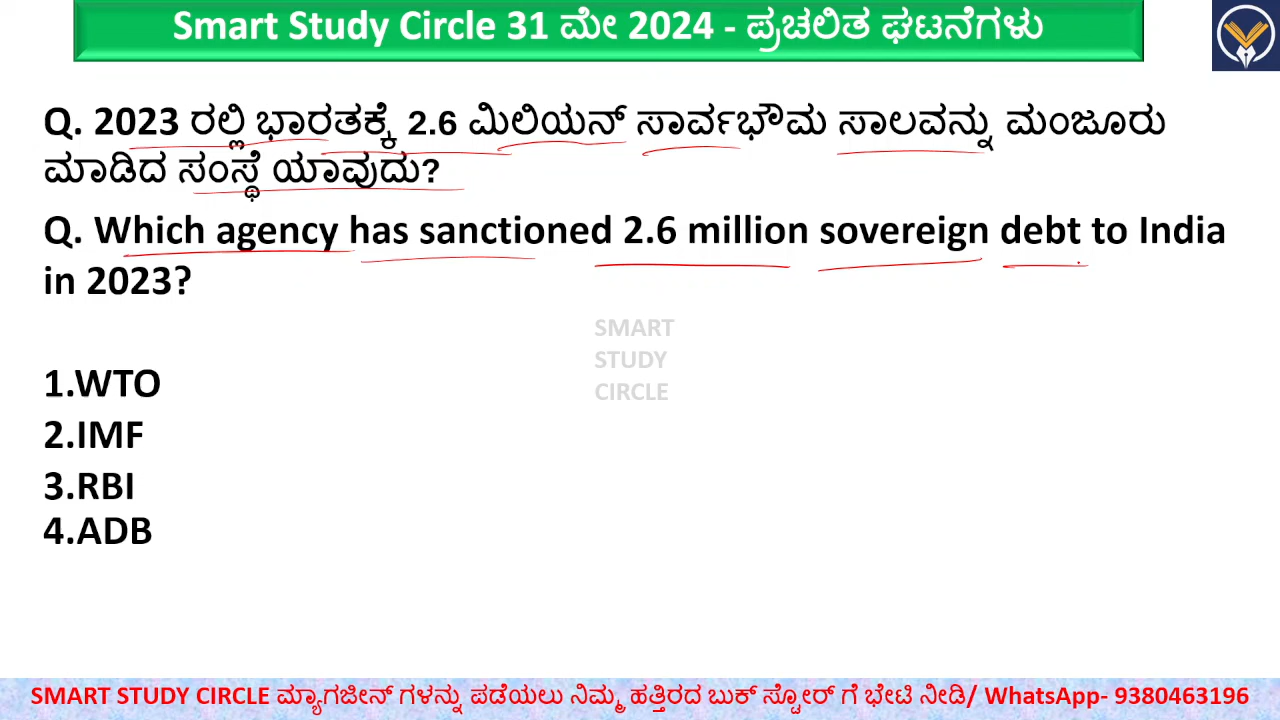 Smart Study Circle 31 ಮೇ 2024 - ಪ್ರಚಲಿತ ಘಟನೆಗಳು
Q. 2023 ರಲ್ಲಿ ಭಾರತಕ್ಕೆ 2.6 ಮಿಲಿಯನ್ ಸಾರ್ವಭೌಮ ಸಾಲವನ್ನು ಮಂಜೂರು
ಮಾಡಿದ ಸಂಸ್ಥೆ ಯಾವುದು?
Q. Which agency has sanctioned 2.6 million sovereign debt to India
in 2023?
SMART
STUDY
CIRCLE
1.WTO
2.IMF
3.RBI
4.ADB
SMART STUDY CIRCLE ಮ್ಯಾಗಜೀನ್ ಗಳನ್ನು ಪಡೆಯಲು ನಿಮ್ಮ ಹತ್ತಿರದ ಬುಕ್ ಸ್ಟೋರ್ ಗೆ ಭೇಟಿ ನೀಡಿ/ WhatsApp- 9380463196